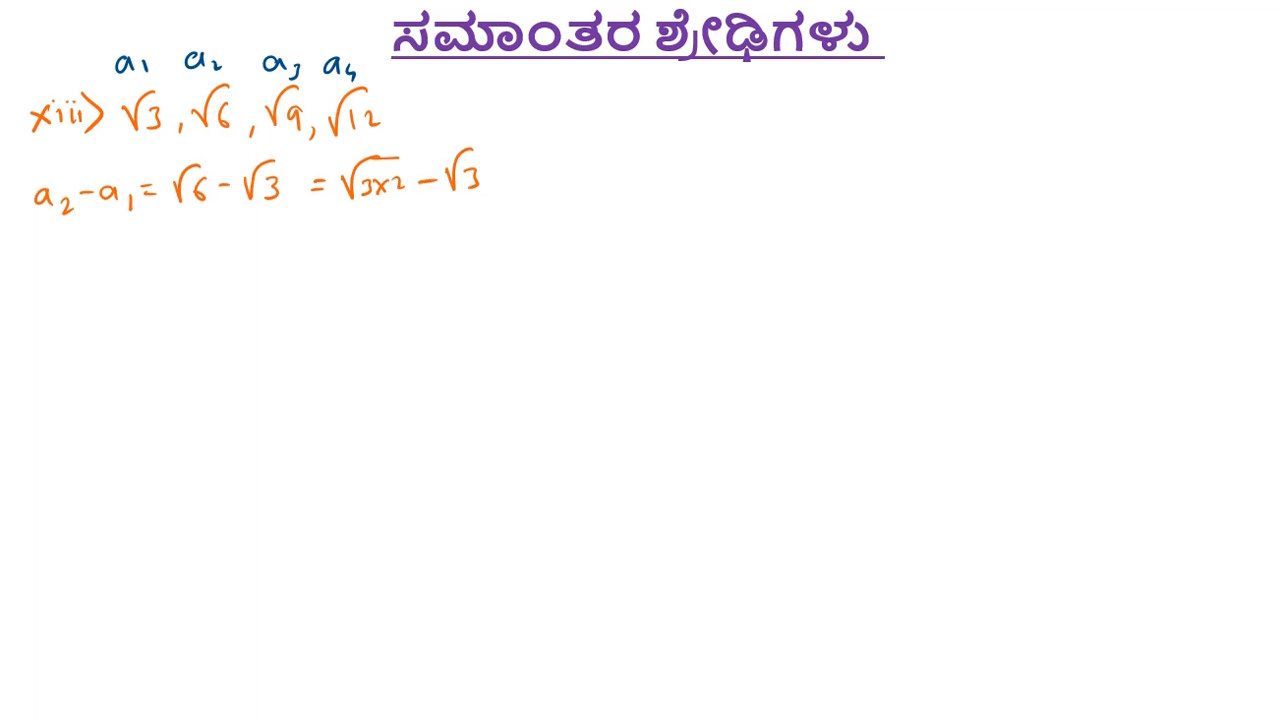 ಸಮಾಂತರ ಶ್ರೇಢಿಗಳು
a₁ a₂ a₃ a₄
xiii> √3, √6, √9, √12
a₂ - a₁ = √6 - √3 = √3x2 - √3